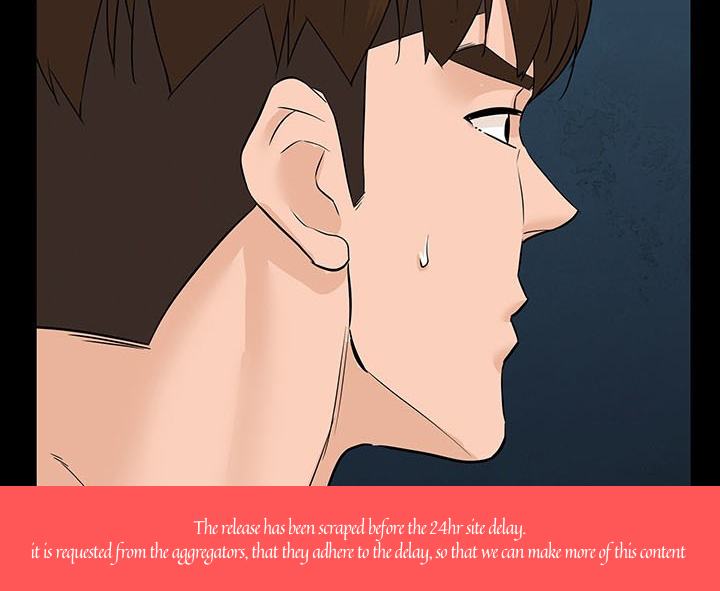 The release has been scraped before the 24hr site delay.
it is requested from the aggregators, that they adhere to the delay, so that we can make more of this content